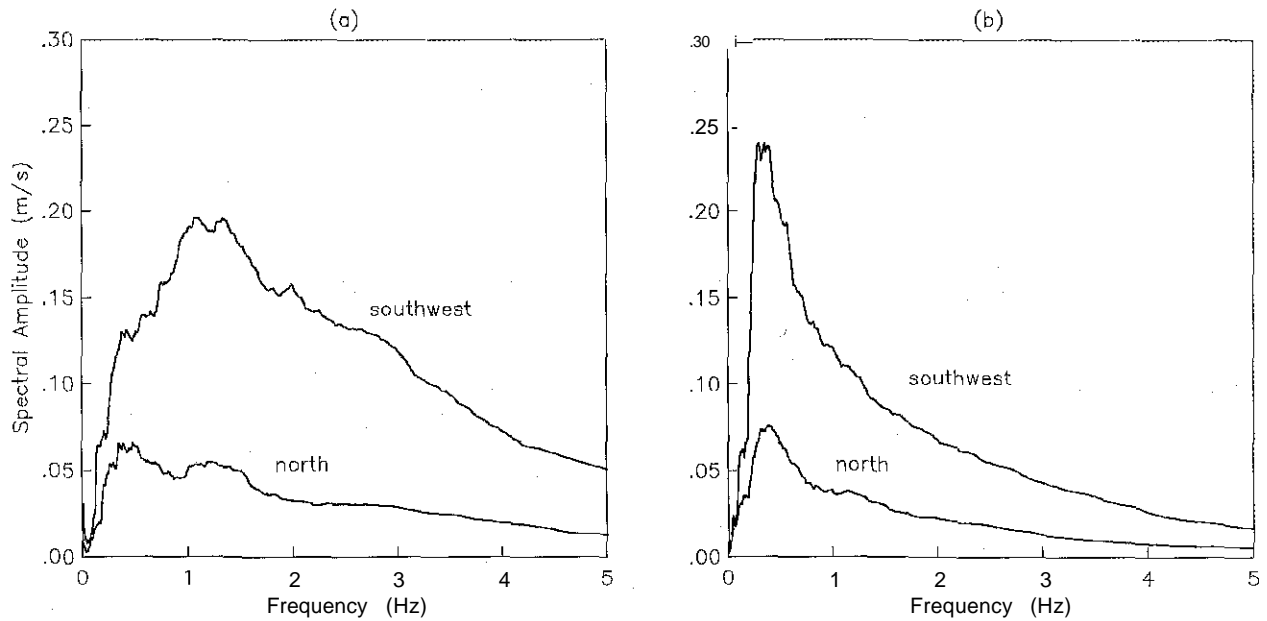 (a)
.30
.25
.20
.15
.10
.05
.00
Spectral Amplitude (m/s)
southwest
north
0 1 2 3 4 5
Frequency (Hz)
(b)
.30
.25
.20
.15
.10
.05
.00
southwest
north
0 1 2 3 4 5
Frequency (Hz)